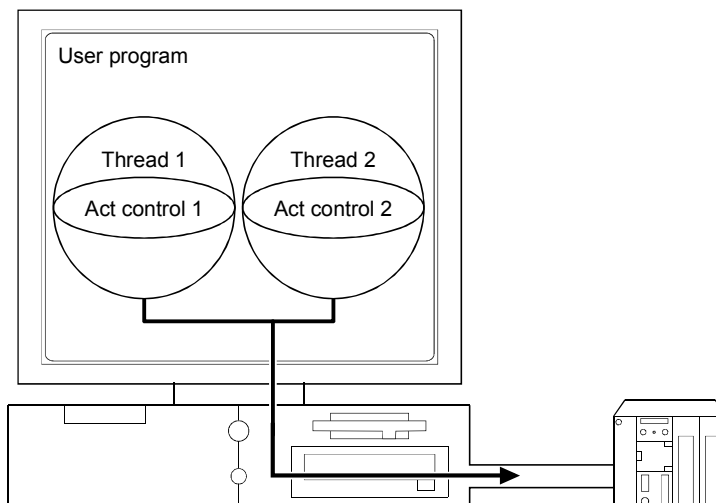 User program
Thread 1
Thread 2
Act control 1
Act control 2